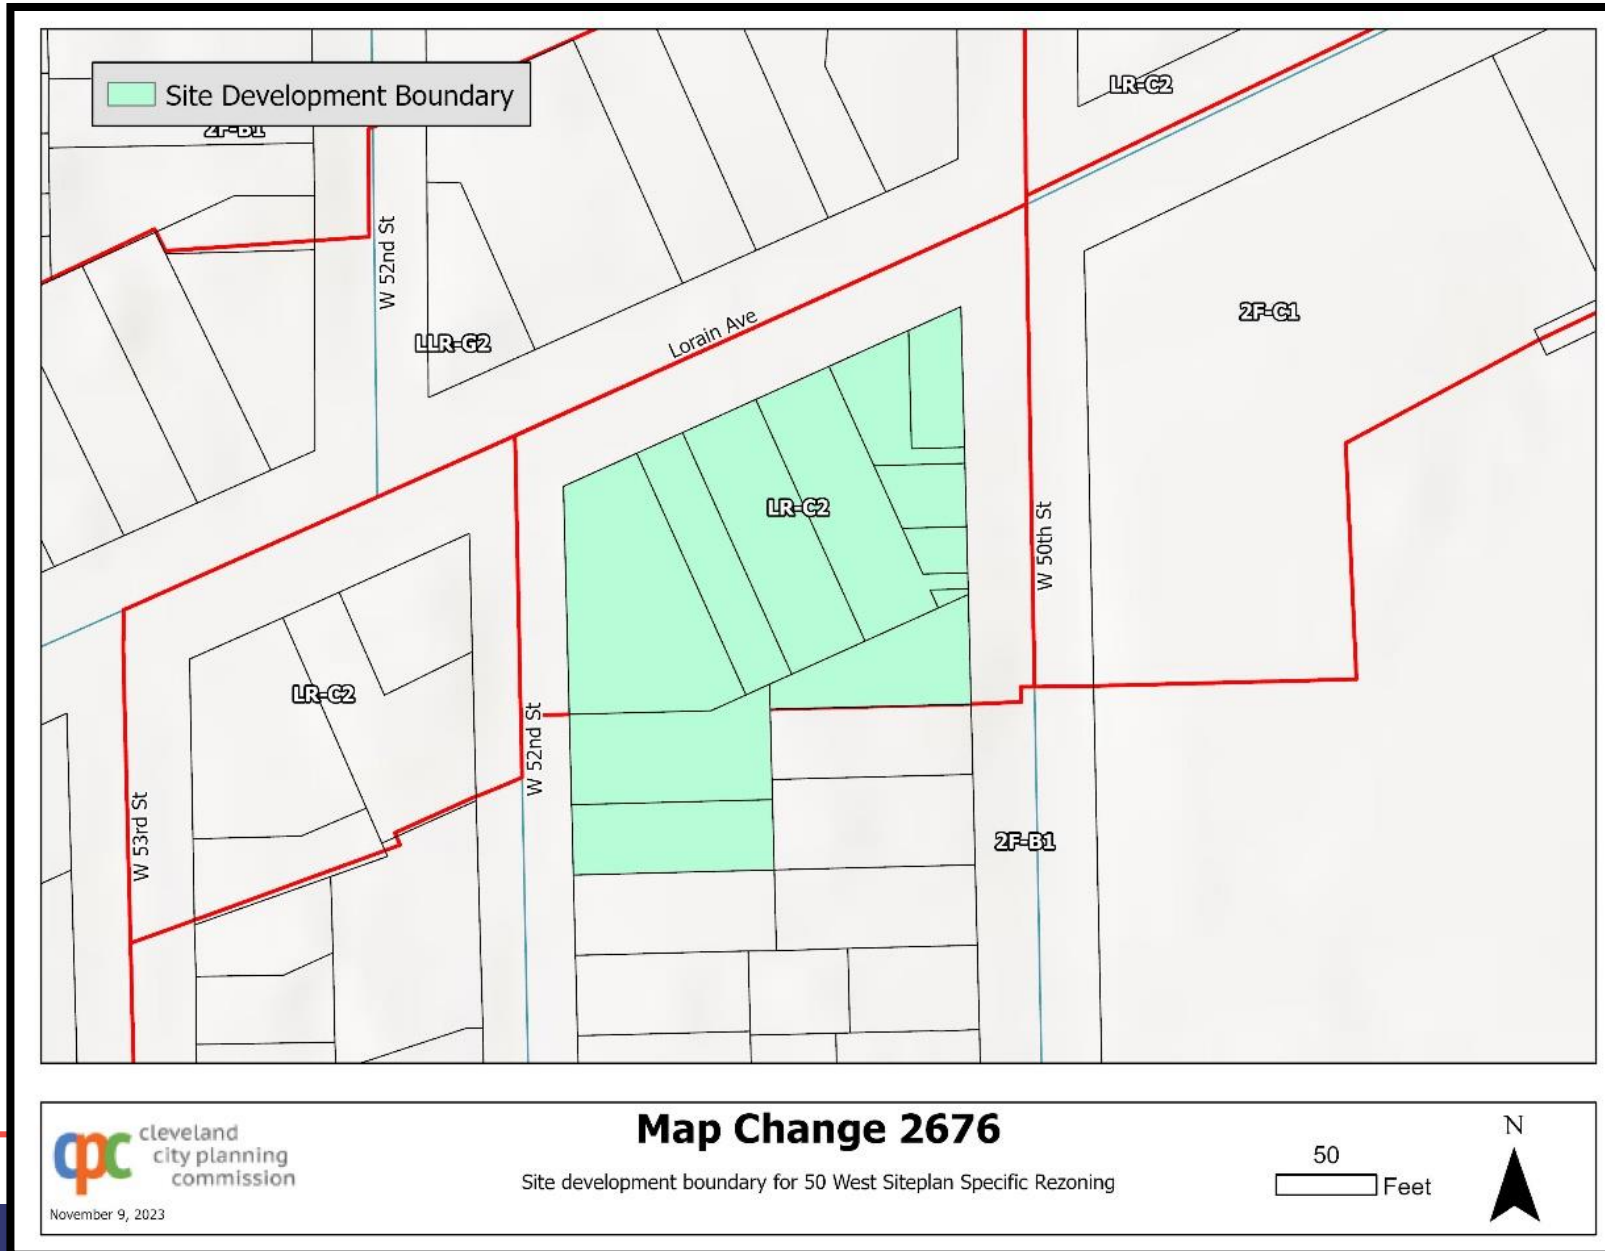 LR-C2
Site Development Boundary
2F-B1
W 52nd St
2F-C1
LLR-G2
Lorain Ave
LR-C2
W 50th St
LR-C2
W 52nd St
W 53rd St
2F-B1
cleveland
city planning
commission
cpc
November 9, 2023
Map Change 2676
Site development boundary for 50 West Siteplan Specific Rezoning
50
Feet
N